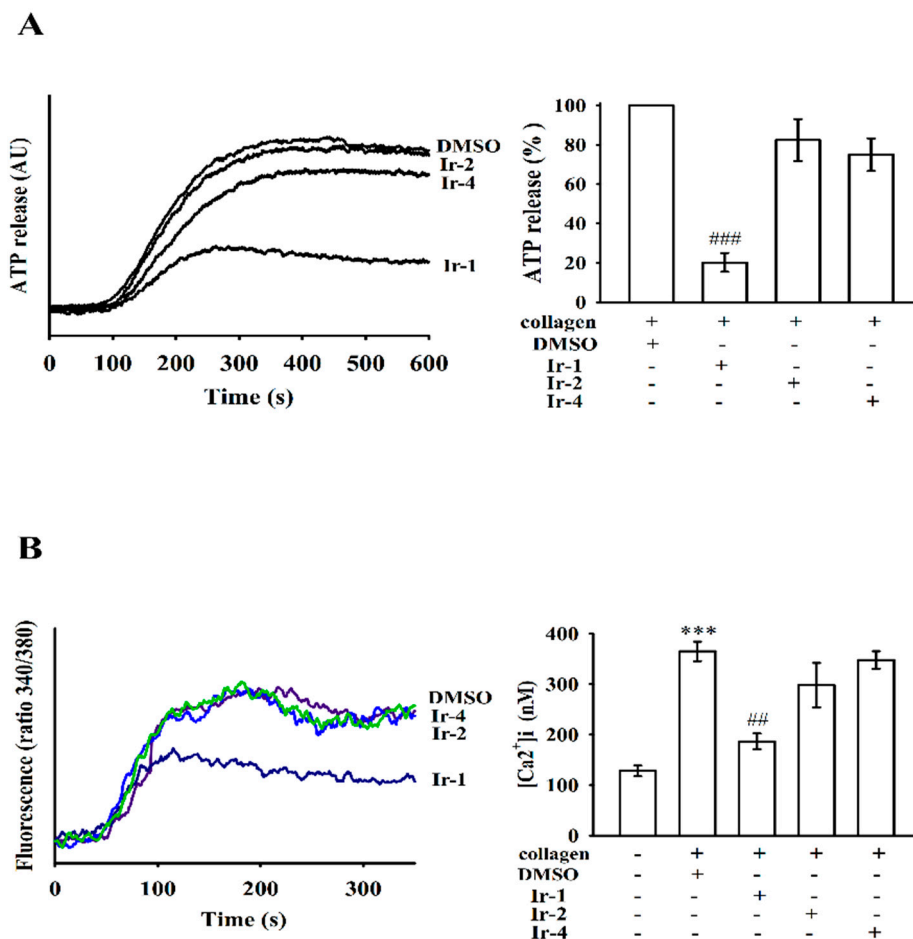 A
ATP release (AU)
DMSO
Ir-2
Ir-4
Ir-1
0 100 200 300 400 500 600
Time (s)
ATP release (%)
100
80
60
40
20
0
###
collagen + + + +
DMSO + - - -
Ir-1 - + - -
Ir-2 - - + -
Ir-4 - - - +
B
Fluorescence (ratio 340/380)
DMSO
Ir-4
Ir-2
Ir-1
0 100 200 300
Time (s)
[Ca2+]i (nM)
400
300
200
100
0
***
##
collagen - + + + +
DMSO - + - - -
Ir-1 - - + - -
Ir-2 - - - + -
Ir-4 - - - - +